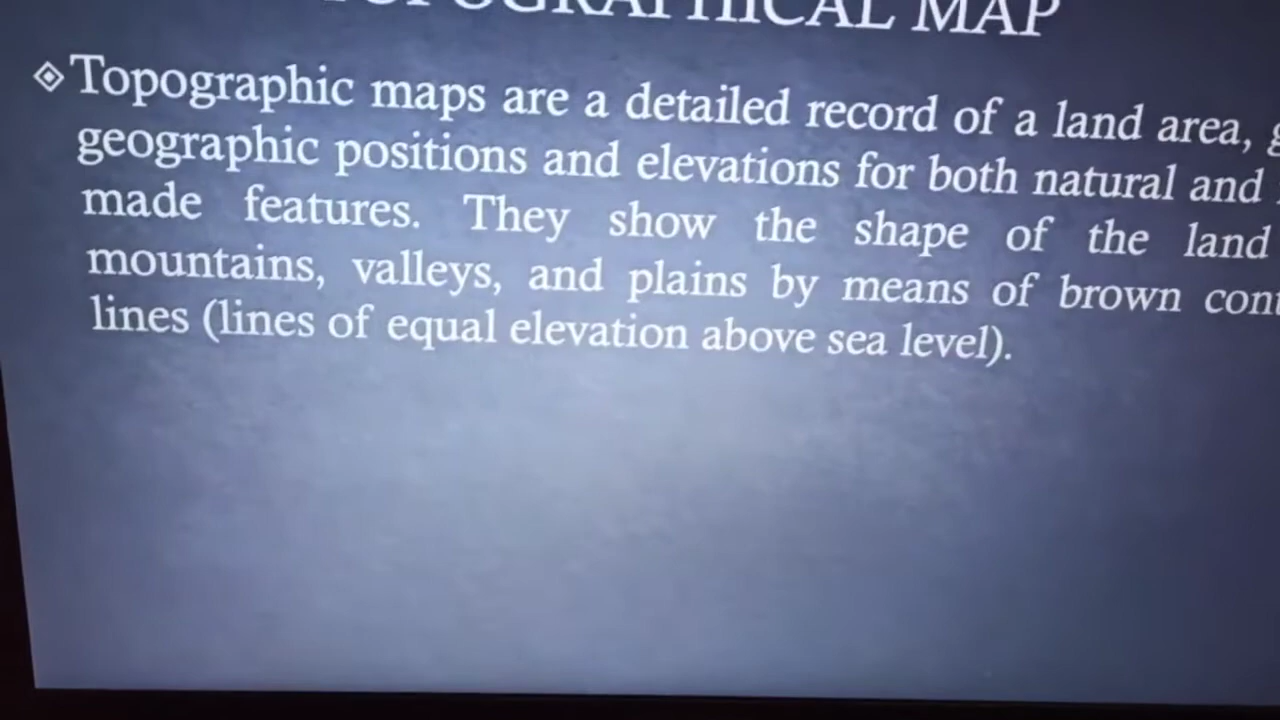 MAP
Topographic maps are a detailed record of a land area,
geographic positions and elevations for both natural and
made features. They show the shape of the land
mountains, valleys, and plains by means of brown
lines (lines of equal elevation above sea level).